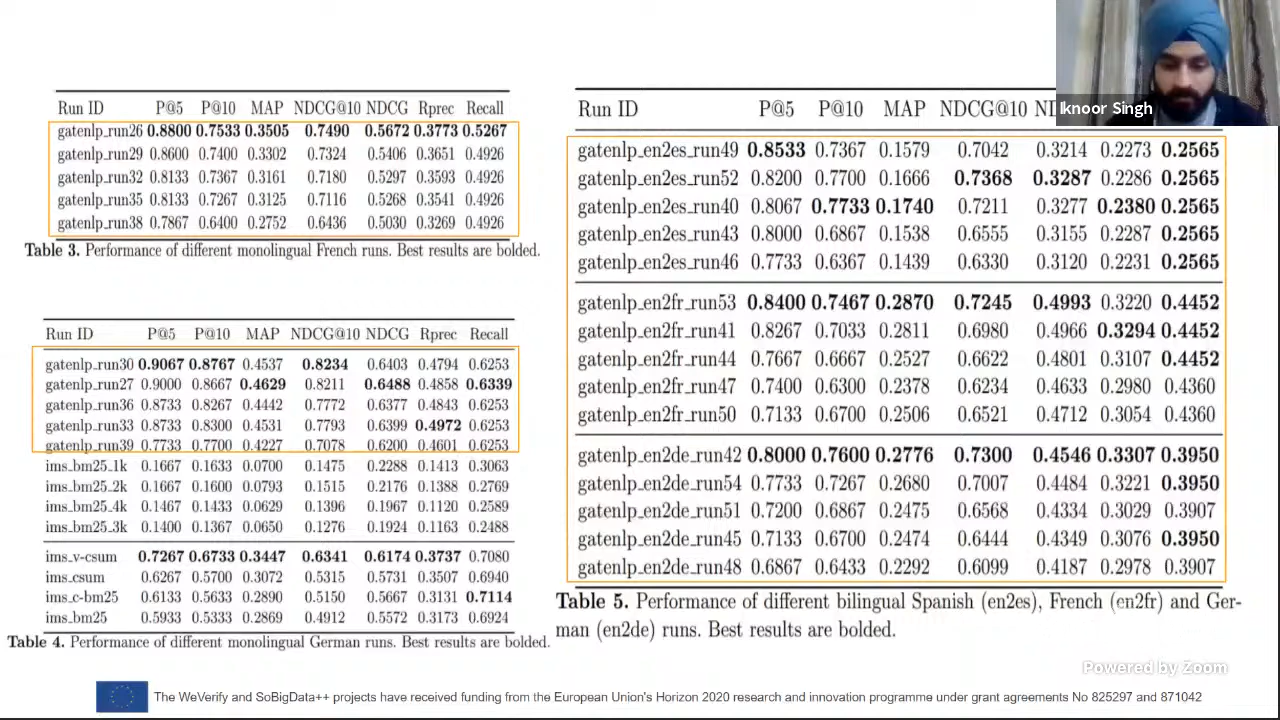 Run ID P@5 P@10 MAP NDCG@10 NDCG Rprec Recall
gatenlp_run26 0.8800 0.7533 0.3505 0.7490 0.5672 0.3773 0.5267
gatenlp_run29 0.8600 0.7400 0.3302 0.7324 0.5406 0.3651 0.4926
gatenlp_run32 0.8133 0.7367 0.3161 0.7180 0.5297 0.3593 0.4926
gatenlp_run35 0.8133 0.7267 0.3125 0.7116 0.5268 0.3541 0.4926
gatenlp_run38 0.7867 0.6400 0.2752 0.6436 0.5030 0.3269 0.4926
Table 3. Performance of different monolingual French runs. Best results are bolded.
Run ID P@5 P@10 MAP NDCG@10 NDCG Rprec Recall
gatenlp_run30 0.9067 0.8767 0.4537 0.8234 0.6403 0.4794 0.6253
gatenlp_run27 0.9000 0.8667 0.4629 0.8211 0.6488 0.4858 0.6339
gatenlp_run36 0.8733 0.8267 0.4442 0.7772 0.6377 0.4843 0.6253
gatenlp_run33 0.8733 0.8300 0.4531 0.7793 0.6399 0.4972 0.6253
gatenlp_run39 0.7733 0.7700 0.4227 0.7078 0.6200 0.4601 0.6253
ims_bm25_1k 0.1667 0.1633 0.0700 0.1475 0.2288 0.1413 0.3063
ims_bm25_2k 0.1667 0.1600 0.0793 0.1515 0.2176 0.1388 0.2769
ims_bm25_4k 0.1467 0.1433 0.0629 0.1396 0.1967 0.1120 0.2589
ims_bm25_3k 0.1400 0.1367 0.0650 0.1276 0.1924 0.1163 0.2488
ims_v-csum 0.7267 0.6733 0.3447 0.6341 0.6174 0.3737 0.7080
ims_csum 0.6267 0.5700 0.3072 0.5315 0.5731 0.3507 0.6940
ims_c-bm25 0.6133 0.5633 0.2890 0.5150 0.5667 0.3131 0.7114
ims_bm25 0.5933 0.5333 0.2869 0.4912 0.5572 0.3173 0.6924
Table 4. Performance of different monolingual German runs. Best results are bolded.
Run ID P@5 P@10 MAP NDCG@10
Iknoor Singh
gatenlp_en2es_run49 0.8533 0.7367 0.1579 0.7042 0.3214 0.2273 0.2565
gatenlp_en2es_run52 0.8200 0.7700 0.1666 0.7368 0.3287 0.2286 0.2565
gatenlp_en2es_run40 0.8067 0.7733 0.1740 0.7211 0.3277 0.2380 0.2565
gatenlp_en2es_run43 0.8000 0.6867 0.1538 0.6555 0.3155 0.2287 0.2565
gatenlp_en2es_run46 0.7733 0.6367 0.1439 0.6330 0.3120 0.2231 0.2565
gatenlp_en2fr_run53 0.8400 0.7467 0.2870 0.7245 0.4993 0.3220 0.4452
gatenlp_en2fr_run41 0.8267 0.7033 0.2811 0.6980 0.4966 0.3294 0.4452
gatenlp_en2fr_run44 0.7667 0.6667 0.2527 0.6622 0.4801 0.3107 0.4452
gatenlp_en2fr_run47 0.7400 0.6300 0.2378 0.6234 0.4633 0.2980 0.4360
gatenlp_en2fr_run50 0.7133 0.6700 0.2506 0.6521 0.4712 0.3054 0.4360
gatenlp_en2de_run42 0.8000 0.7600 0.2776 0.7300 0.4546 0.3307 0.3950
gatenlp_en2de_run54 0.7733 0.7267 0.2680 0.7007 0.4484 0.3221 0.3950
gatenlp_en2de_run51 0.7200 0.6867 0.2475 0.6568 0.4334 0.3029 0.3907
gatenlp_en2de_run45 0.7133 0.6700 0.2474 0.6444 0.4349 0.3076 0.3950
gatenlp_en2de_run48 0.6867 0.6433 0.2292 0.6099 0.4187 0.2978 0.3907
Table 5. Performance of different bilingual Spanish (en2es), French (en2fr) and Ger-
man (en2de) runs. Best results are bolded.
Powered by Zoom
The WeVerify and SoBigData++ projects have received funding from the European Union's Horizon 2020 research and innovation programme under grant agreements No 825297 and 871042